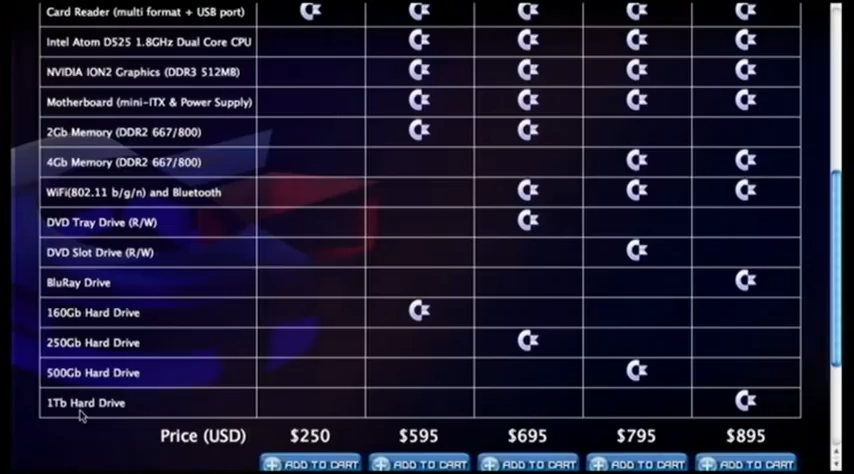 Card Reader (multi format + USB port)
Intel Atom D525 1.8GHz Dual Core CPU
NVIDIA ION2 Graphics (DDR3 512MB)
Motherboard (mini-ITX & Power Supply)
2Gb Memory (DDR2 667/800)
4Gb Memory (DDR2 667/800)
WiFi(802.11 b/g/n) and Bluetooth
DVD Tray Drive (R/W)
DVD Slot Drive (R/W)
BluRay Drive
160Gb Hard Drive
250Gb Hard Drive
500Gb Hard Drive
1Tb Hard Drive
Price (USD) $250 $595 $695 $795 $895
ADD TO CART ADD TO CART ADD TO CART ADD TO CART ADD TO CART